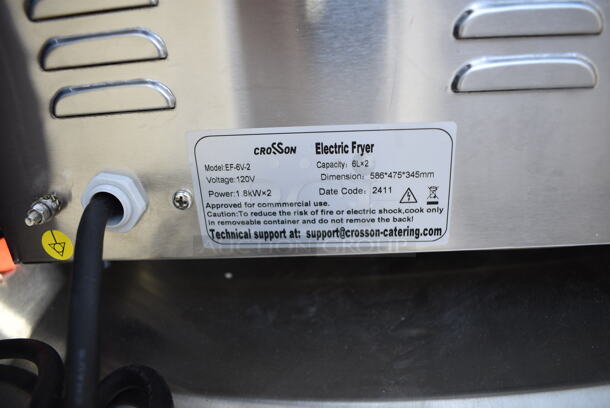 CROSSON Electric Fryer
Model:EF-6V-2 Capacity: 6L×2
Voltage:120V Dimension: 586*475*345mm
Power:1.8kW×2 Date Code: 2411
Approved for commmercial use.
Caution:To reduce the risk of fire or electric shock,cook only
in removeable container and do not remove the back!
Technical support at: support@crosson-catering.com
AUCTION GROUP